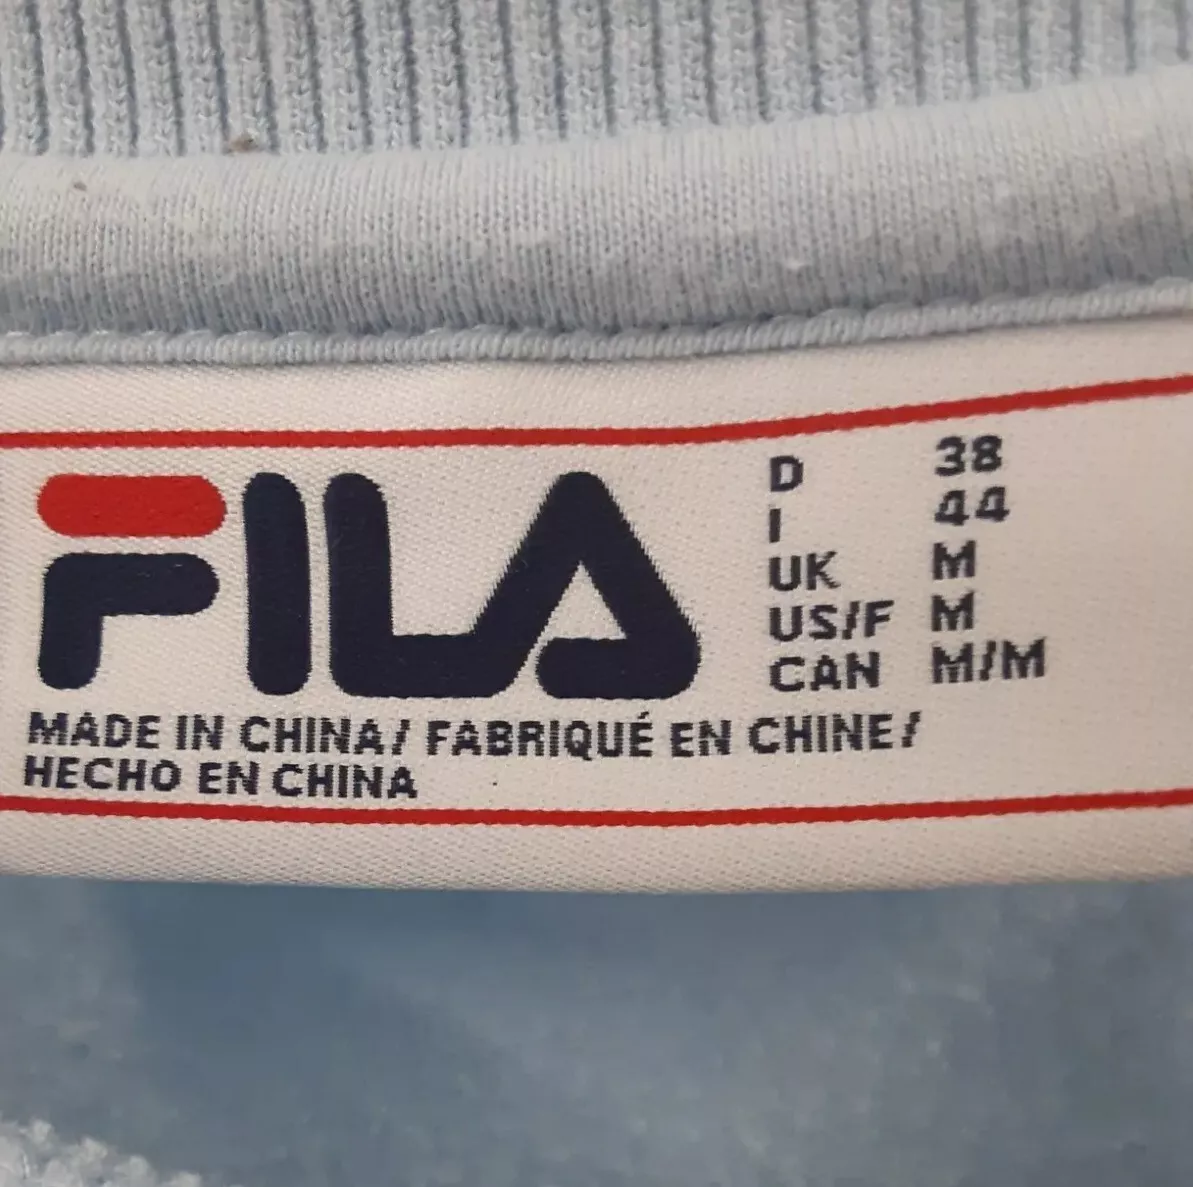 FILA
D 38
I 44
UK M
US/F M
CAN M/M
MADE IN CHINA/ FABRIQUÉ EN CHINE/
HECHO EN CHINA